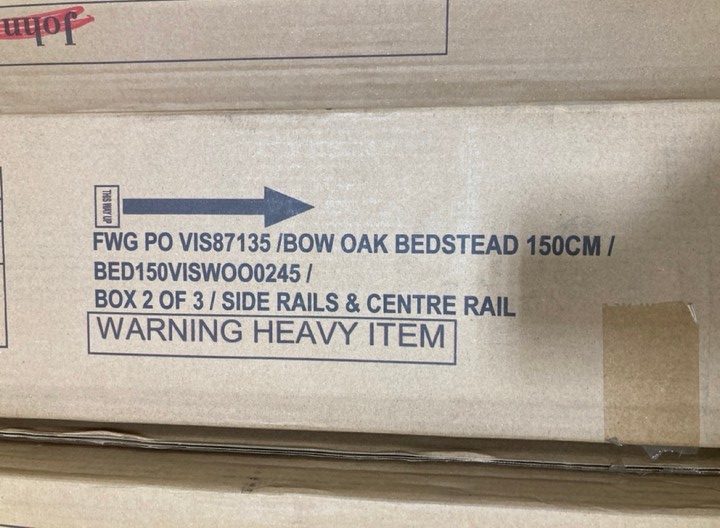 John
THIS WAY UP
FWG PO VIS87135 /BOW OAK BEDSTEAD 150CM /
BED150VISWOO0245 /
BOX 2 OF 3 / SIDE RAILS & CENTRE RAIL
WARNING HEAVY ITEM